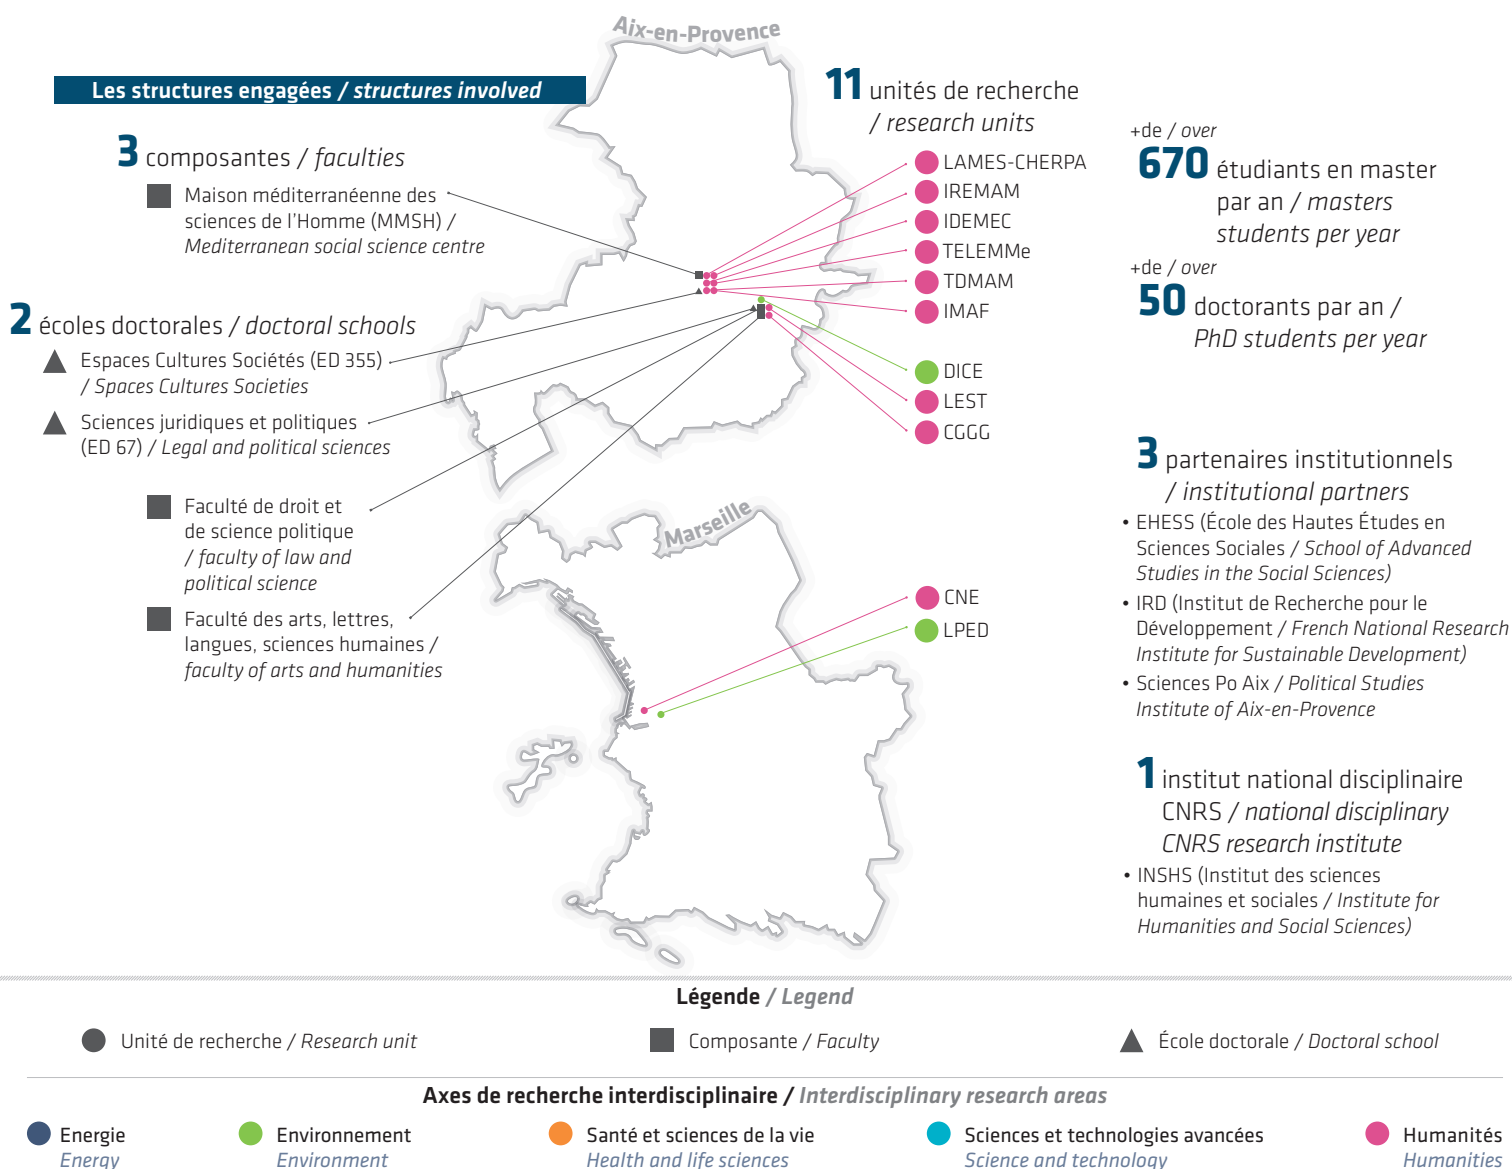 Aix-en-Provence
Les structures engagées / structures involved
3 composantes / faculties
Maison méditerranéenne des
sciences de l'Homme (MMSH) /
Mediterranean social science centre
2 écoles doctorales / doctoral schools
Espaces Cultures Sociétés (ED 355)
/ Spaces Cultures Societies
Sciences juridiques et politiques
(ED 67) / Legal and political sciences
Faculté de droit et
de science politique
/ faculty of law and
political science
Faculté des arts, lettres,
langues, sciences humaines /
faculty of arts and humanities
11 unités de recherche
/ research units
LAMES-CHERPA
IREMAM
IDEMEC
TELEMMe
TDMAM
IMAF
DICE
LEST
CGGG
Marseille
CNE
LPED
+de / over
670 étudiants en master
par an / masters
students per year
+de / over
50 doctorants par an /
PhD students per year
3 partenaires institutionnels
/ institutional partners
• EHESS (École des Hautes Études en
Sciences Sociales / School of Advanced
Studies in the Social Sciences)
• IRD (Institut de Recherche pour le
Développement / French National Research
Institute for Sustainable Development)
• Sciences Po Aix / Political Studies
Institute of Aix-en-Provence
1 institut national disciplinaire
CNRS / national disciplinary
CNRS research institute
• INSHS (Institut des sciences
humaines et sociales / Institute for
Humanities and Social Sciences)
Légende / Legend
Unité de recherche / Research unit
Composante / Faculty
École doctorale / Doctoral school
Axes de recherche interdisciplinaire / Interdisciplinary research areas
Energie
Energy
Environnement
Environment
Santé et sciences de la vie
Health and life sciences
Sciences et technologies avancées
Science and technology
Humanités
Humanities